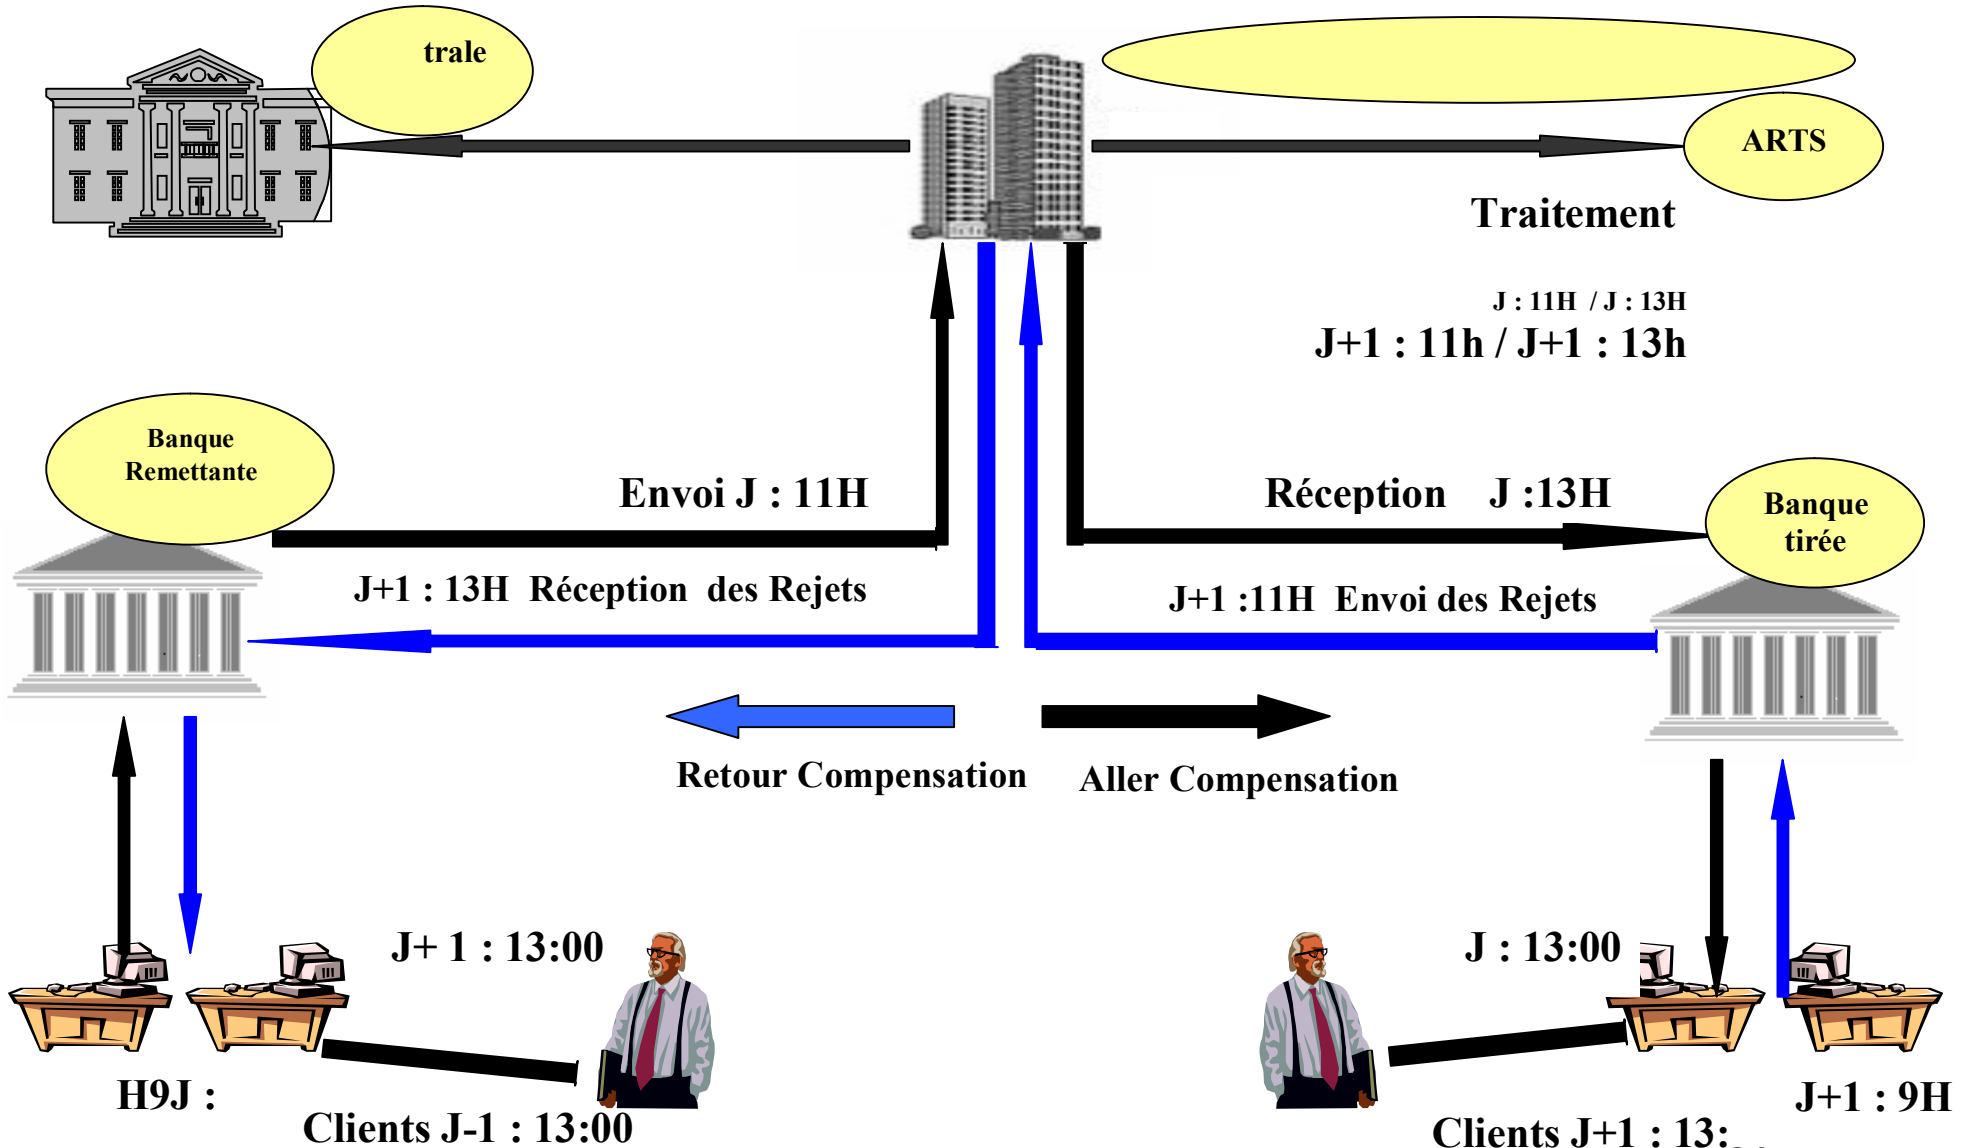 trale
ARTS
Traitement
J : 11H / J : 13H
J+1 : 11h / J+1 : 13h
Banque
Remettante
Envoi J : 11H
Réception J :13H
Banque
tirée
J+1 : 13H Réception des Rejets
J+1 :11H Envoi des Rejets
Retour Compensation
Aller Compensation
J+ 1 : 13:00
J : 13:00
H9J :
Clients J-1 : 13:00
J+1 : 9H
Clients J+1 : 13: